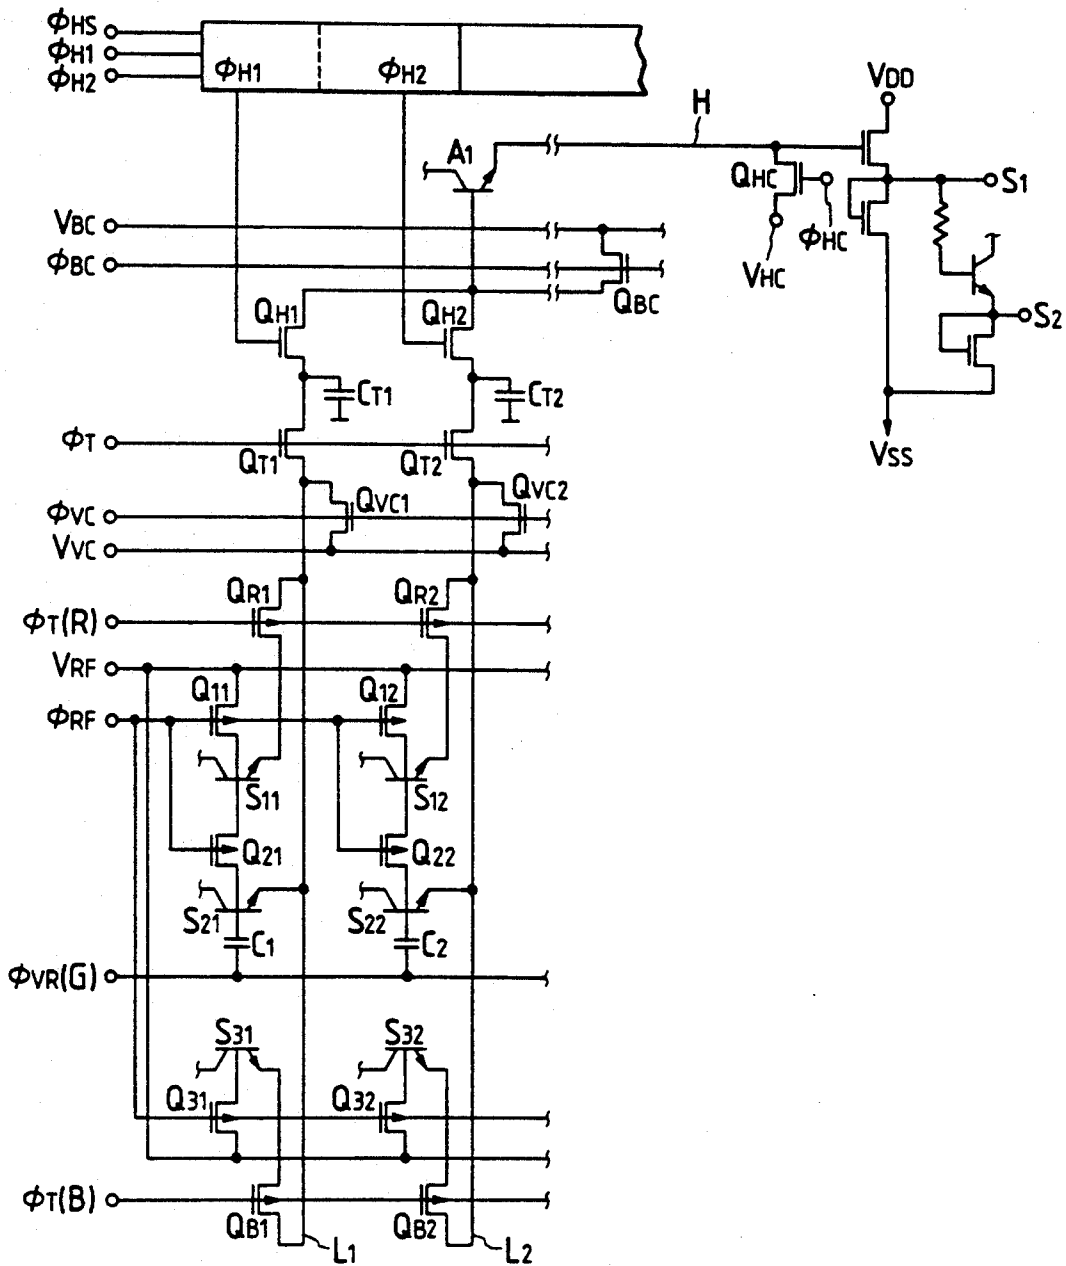 ϕHS
ϕH1
ϕH2
ϕH1 ϕH2
VDD
H
A1
QHC
S1
ϕHC
VBC
ϕBC
VHC
QBC
S2
QH1 QH2
CT1 CT2
ϕT
QT1 QT2
VSS
QVC1 QVC2
ϕVC
VVC
QR1 QR2
ϕT(R)
VRF
Q11 Q12
ϕRF
S11 S12
Q21 Q22
S21 S22
C1 C2
ϕVR(G)
S31 S32
Q31 Q32
ϕT(B)
QB1 QB2
L1 L2